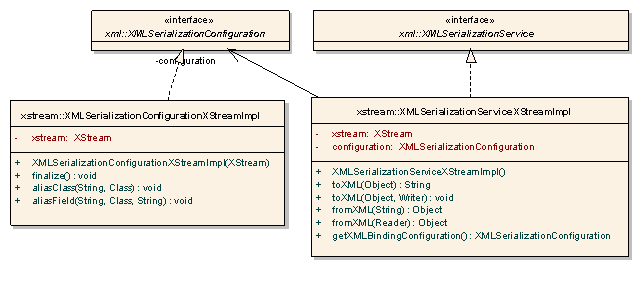 «interface»
xml::XMLSerializationConfiguration
«interface»
xml::XMLSerializationService
-configuration
xstream::XMLSerializationConfigurationXStreamImpl
- xstream: XStream
+ XMLSerializationConfigurationXStreamImpl(XStream)
+ finalize() : void
+ aliasClass(String, Class) : void
+ aliasField(String, Class, String) : void
xstream::XMLSerializationServiceXStreamImpl
- xstream: XStream
- configuration: XMLSerializationConfiguration
+ XMLSerializationServiceXStreamImpl()
+ toXML(Object) : String
+ toXML(Object, Writer) : void
+ fromXML(String) : Object
+ fromXML(Reader) : Object
+ getXMLBindingConfiguration() : XMLSerializationConfiguration